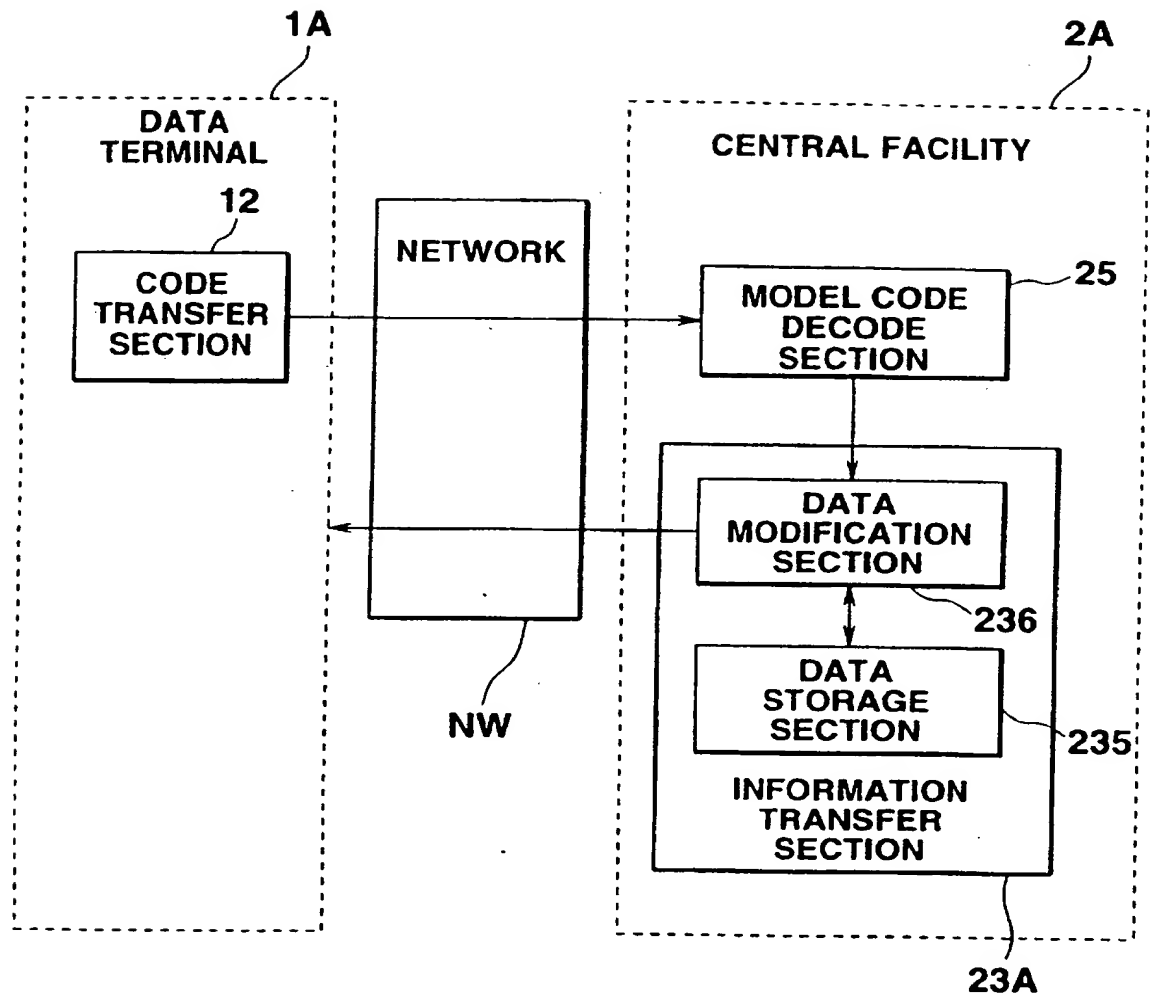 1A
2A
DATA
TERMINAL
CENTRAL FACILITY
12
NETWORK
CODE
TRANSFER
SECTION
25
MODEL CODE
DECODE
SECTION
DATA
MODIFICATION
SECTION
236
DATA
STORAGE
SECTION
NW
235
INFORMATION
TRANSFER
SECTION
23A